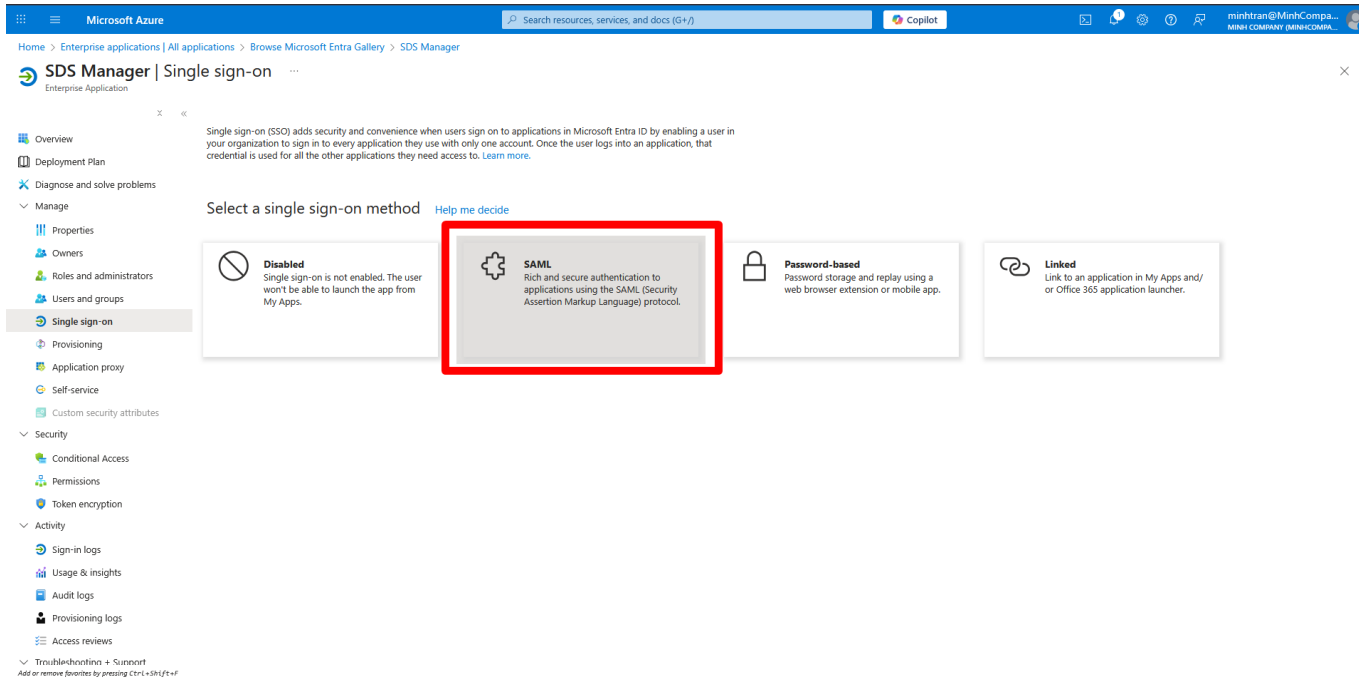 Microsoft Azure
Search resources, services, and docs (G+/)
Copilot
1
minhtran@MinhCompa...
MINH COMPANY (MINHCOMPA...
Home > Enterprise applications | All applications > Browse Microsoft Entra Gallery > SDS Manager
SDS Manager | Single sign-on ...
Enterprise Application
Overview
Deployment Plan
Diagnose and solve problems
Manage
Properties
Owners
Roles and administrators
Users and groups
Single sign-on
Provisioning
Application proxy
Self-service
Custom security attributes
Security
Conditional Access
Permissions
Token encryption
Activity
Sign-in logs
Usage & insights
Audit logs
Provisioning logs
Access reviews
Troubleshooting + Support
Add or remove favorites by pressing Ctrl+Shift+F
Single sign-on (SSO) adds security and convenience when users sign on to applications in Microsoft Entra ID by enabling a user in
your organization to sign in to every application they use with only one account. Once the user logs into an application, that
credential is used for all the other applications they need access to. Learn more.
Select a single sign-on method Help me decide
Disabled
Single sign-on is not enabled. The user
won't be able to launch the app from
My Apps.
SAML
Rich and secure authentication to
applications using the SAML (Security
Assertion Markup Language) protocol.
Password-based
Password storage and replay using a
web browser extension or mobile app.
Linked
Link to an application in My Apps and/
or Office 365 application launcher.